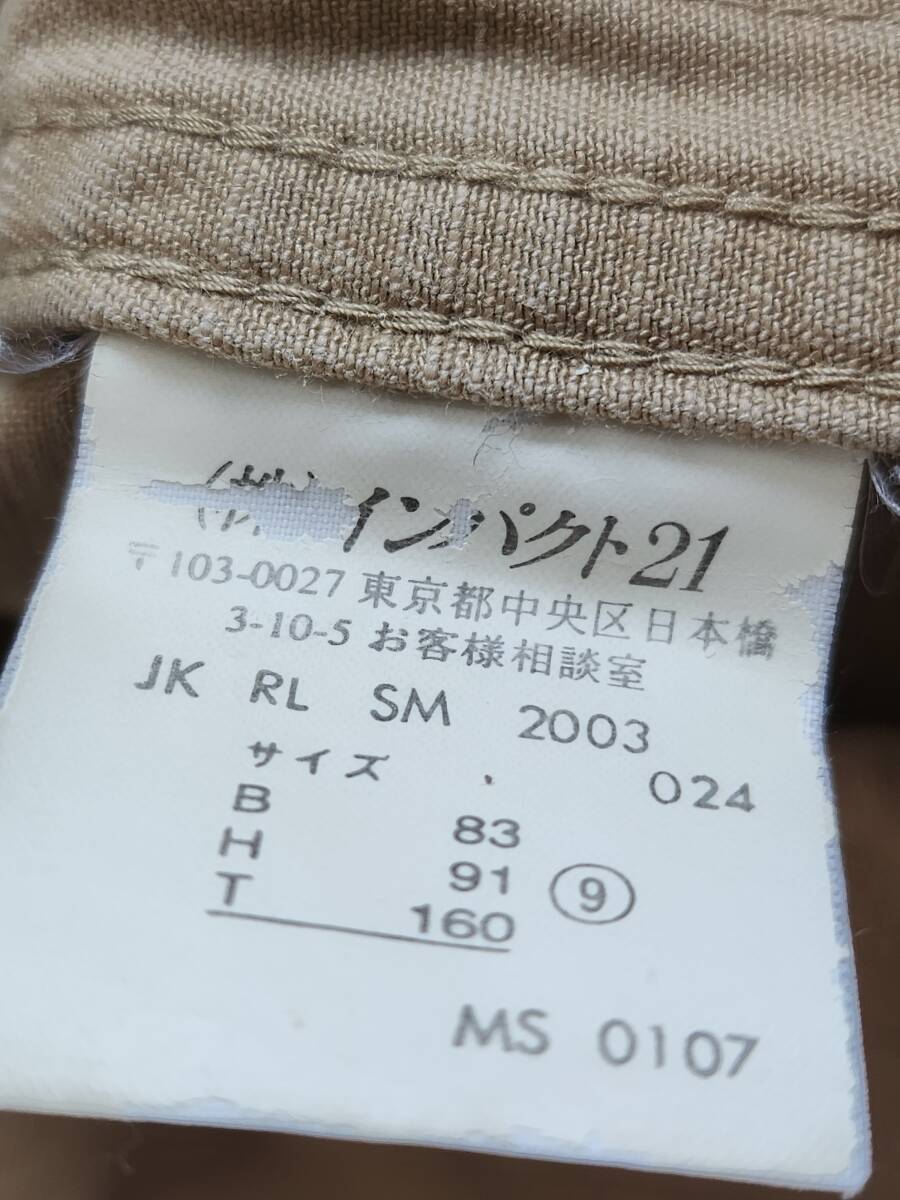 (株)インパクト21
〒103-0027 東京都中央区日本橋
3-10-5 お客様相談室
JK RL SM 2003
024
サイズ
B 83
H 91 ⑨
T 160
MS 0107